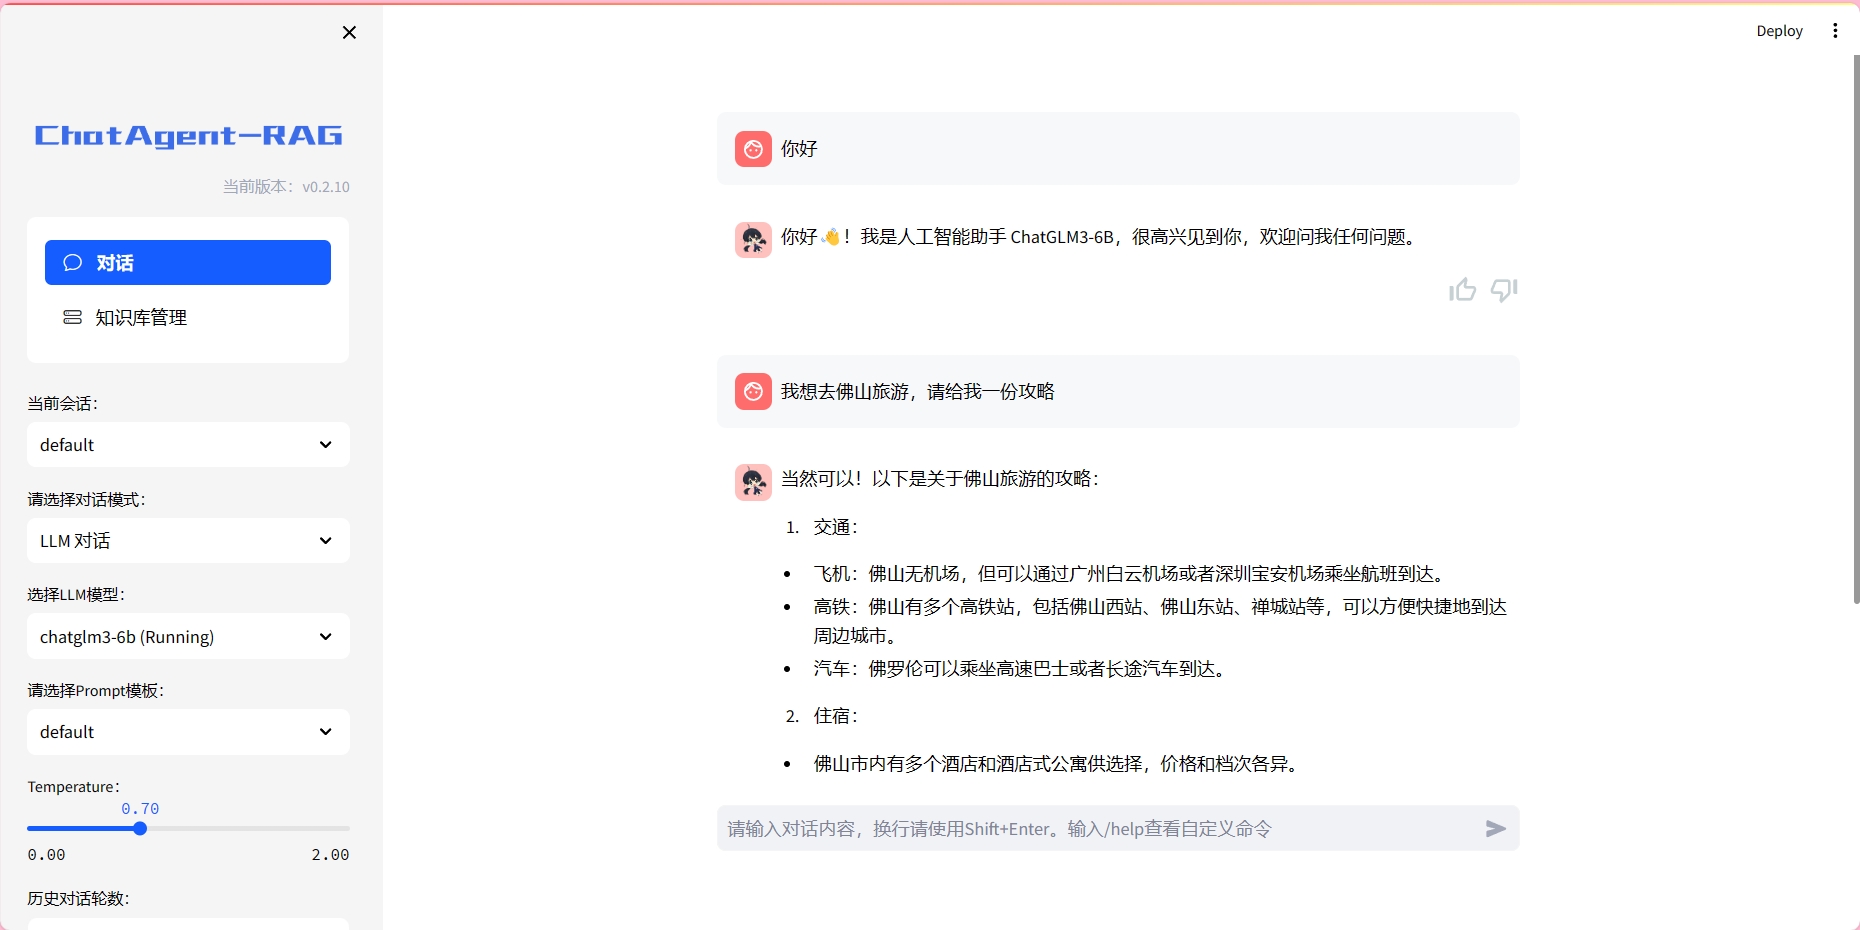 Deploy
ChatAgent-RAG
当前版本：v0.2.10
对话
知识库管理
当前会话：
default
请选择对话模式：
LLM 对话
选择LLM模型：
chatglm3-6b (Running)
请选择Prompt模板：
default
Temperature：
0.70
0.00 2.00
历史对话轮数：
你好
你好👋！我是人工智能助手 ChatGLM3-6B，很高兴见到你，欢迎问我任何问题。
我想去佛山旅游，请给我一份攻略
当然可以！以下是关于佛山旅游的攻略：
1. 交通：
• 飞机：佛山无机场，但可以通过广州白云机场或者深圳宝安机场乘坐航班到达。
• 高铁：佛山有多个高铁站，包括佛山西站、佛山东站、禅城站等，可以方便快捷地到达
周边城市。
• 汽车：佛罗伦可以乘坐高速巴士或者长途汽车到达。
2. 住宿：
• 佛山市内有多个酒店和酒店式公寓供选择，价格和档次各异。
请输入对话内容，换行请使用Shift+Enter。输入/help查看自定义命令